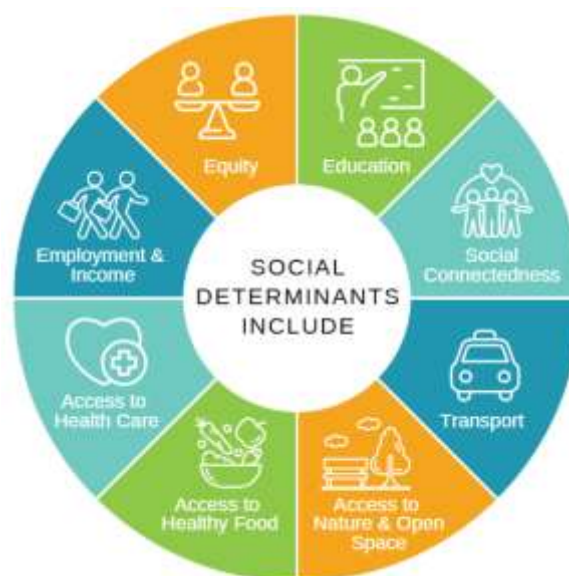 SOCIAL
DETERMINANTS
INCLUDE
Equity
Education
Social
Connectedness
Transport
Access to
Nature & Open
Space
Access to
Healthy Food
Access to
Health Care
Employment &
Income